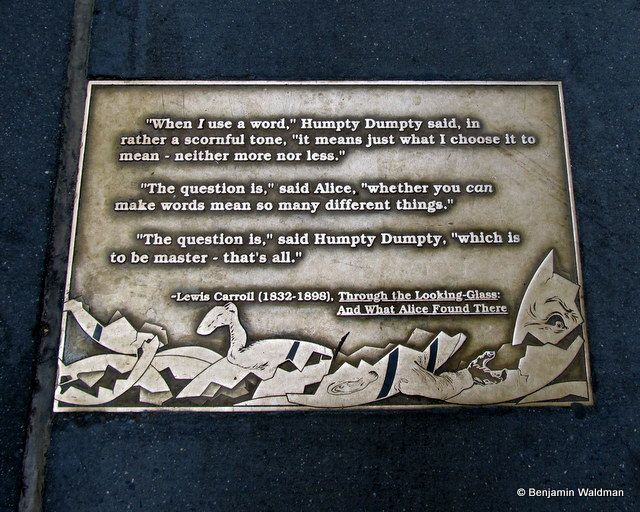 "When I use a word," Humpty Dumpty said, in
rather a scornful tone, "it means just what I choose it to
mean - neither more nor less."
"The question is," said Alice, "whether you can
make words mean so many different things."
"The question is," said Humpty Dumpty, "which is
to be master - that's all."
-Lewis Carroll (1832-1898), Through the Looking-Glass:
And What Alice Found There
© Benjamin Waldman